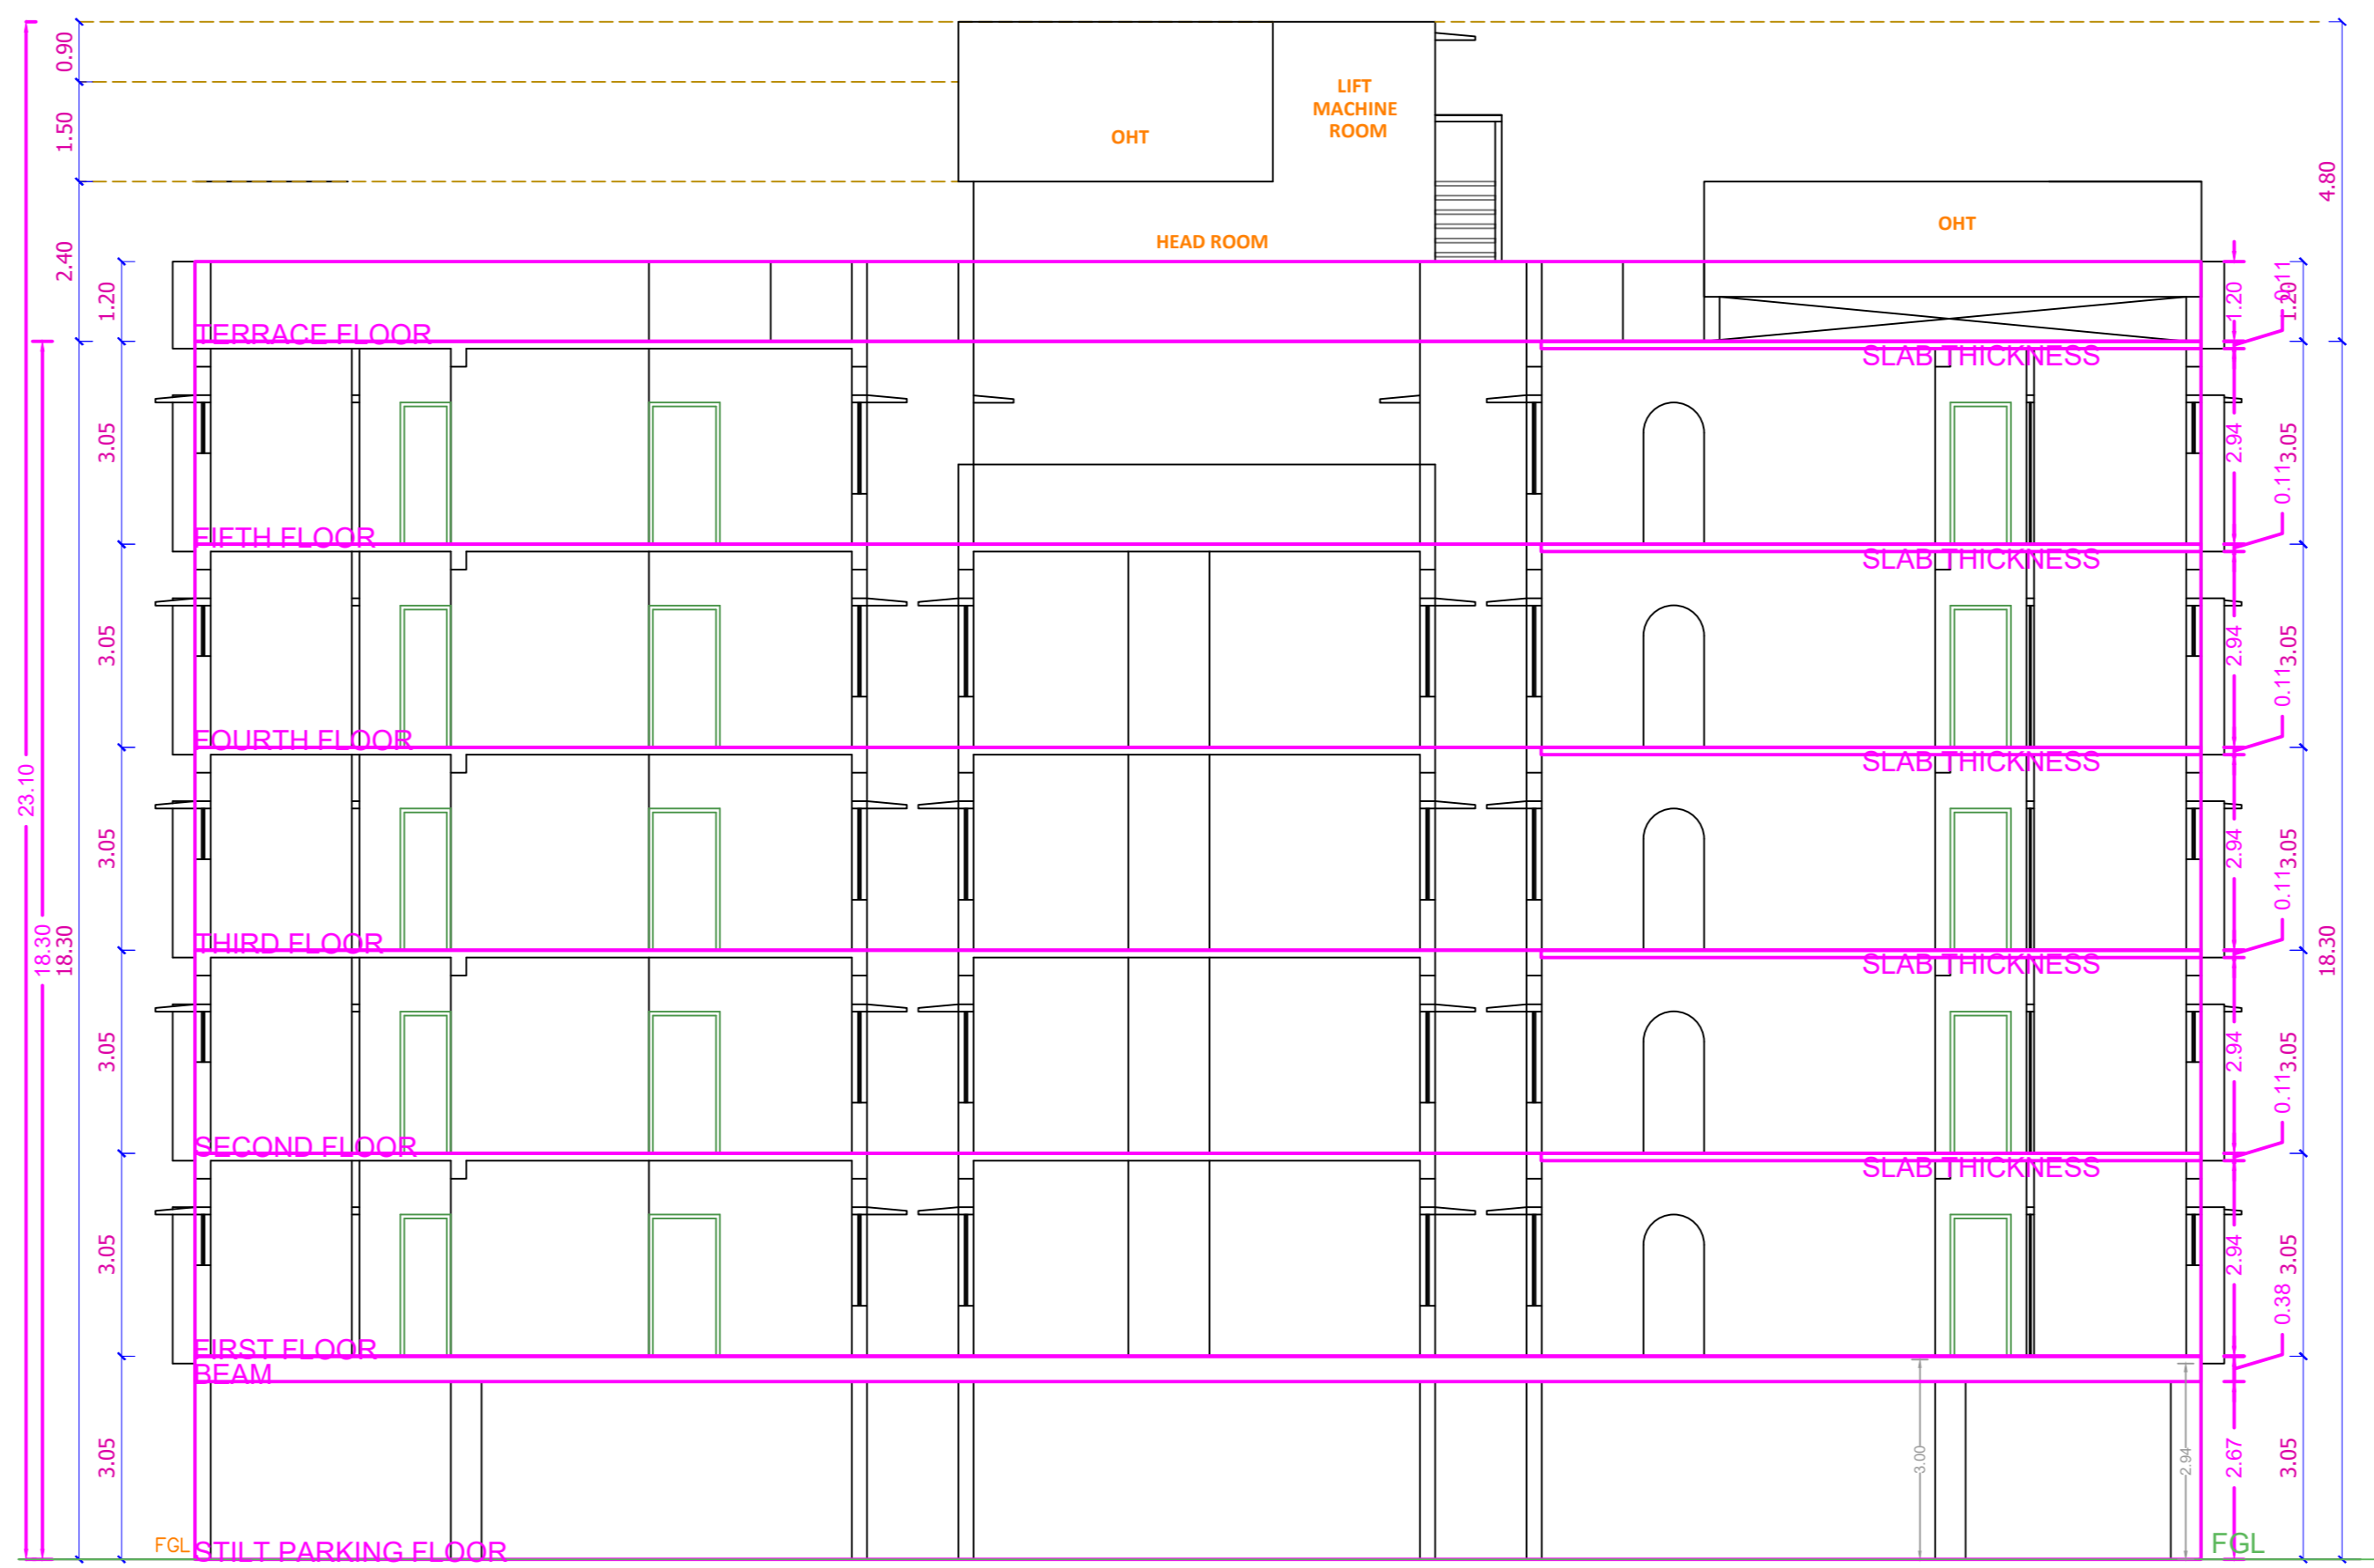 0.90
1.50
2.40
1.20
3.05
3.05
3.05
3.05
3.05
3.05
23.10
18.30
18.30
OHT
LIFT
MACHINE
ROOM
HEAD ROOM
OHT
4.80
1.20
0.11
1.20
TERRACE FLOOR
SLAB THICKNESS
2.94
0.11
3.05
FIFTH FLOOR
SLAB THICKNESS
2.94
0.11
3.05
FOURTH FLOOR
SLAB THICKNESS
2.94
0.11
3.05
THIRD FLOOR
SLAB THICKNESS
18.30
2.94
0.11
3.05
SECOND FLOOR
SLAB THICKNESS
2.94
3.05
0.38
FIRST FLOOR
BEAM
3.00
2.94
2.67
3.05
FGL
STILT PARKING FLOOR
FGL